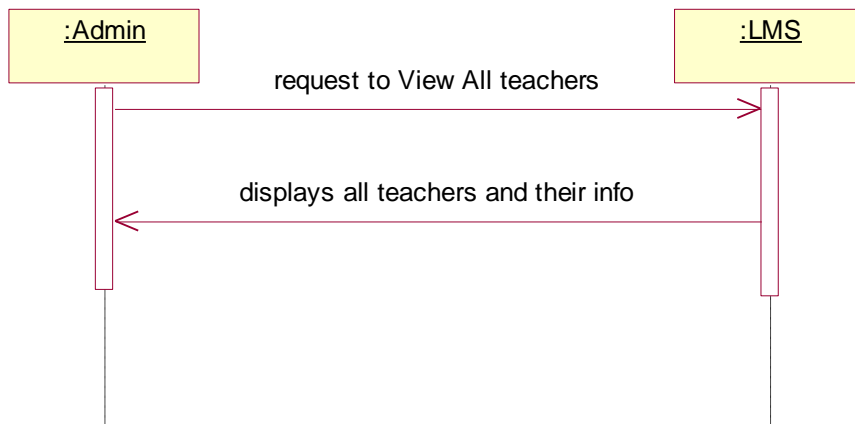 :Admin
:LMS
request to View All teachers
displays all teachers and their info